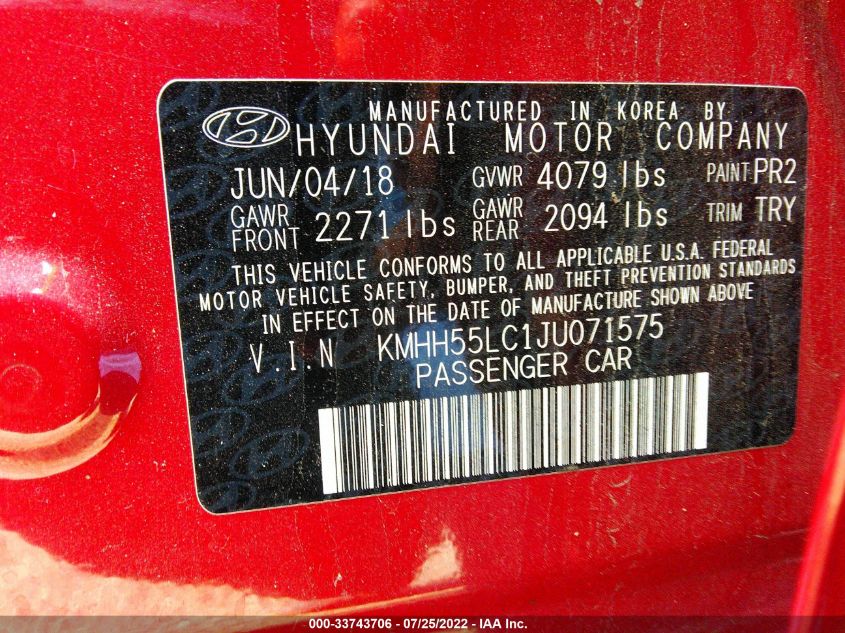 MANUFACTURED IN KOREA BY
HYUNDAI MOTOR COMPANY
JUN/04/18 GVWR 4079 lbs PAINT PR2
GAWR FRONT 2271 lbs GAWR REAR 2094 lbs TRIM TRY
THIS VEHICLE CONFORMS TO ALL APPLICABLE U.S.A. FEDERAL
MOTOR VEHICLE SAFETY, BUMPER, AND THEFT PREVENTION STANDARDS
IN EFFECT ON THE DATE OF MANUFACTURE SHOWN ABOVE
V.I.N KMHH55LC1JU071575
PASSENGER CAR
000-33743706 - 07/25/2022 - IAA Inc.